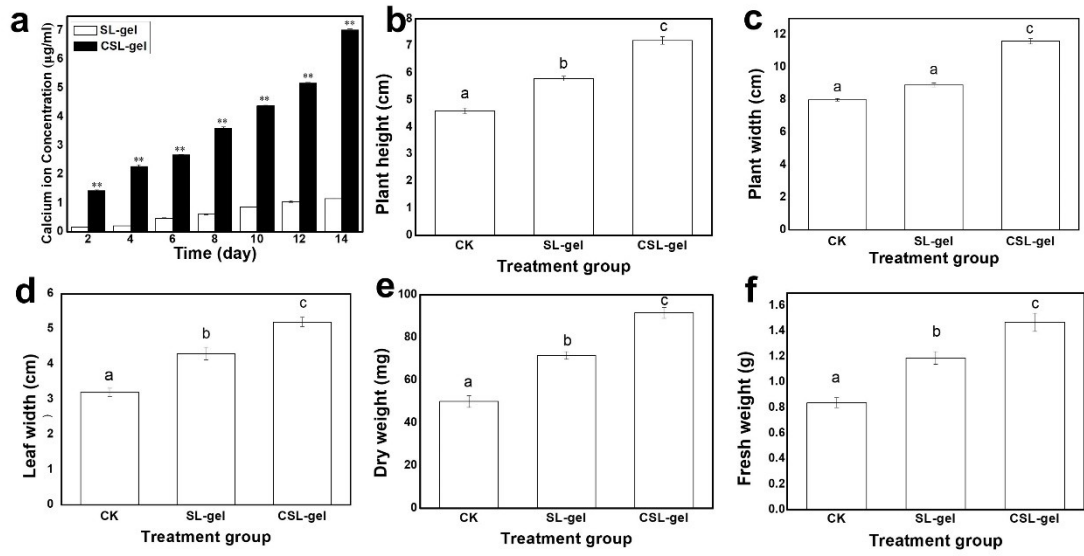 a
SL-gel
CSL-gel
Calcium ion Concentration (μg/ml)
7
6
5
4
3
2
1
0
**
**
**
**
**
**
**
2 4 6 8 10 12 14
Time (day)
b
Plant height (cm)
8
7
6
5
4
3
2
1
0
a
b
c
CK SL-gel CSL-gel
Treatment group
c
Plant width (cm)
12
10
8
6
4
2
0
a
a
c
CK SL-gel CSL-gel
Treatment group
d
Leaf width (cm)
6
5
4
3
2
1
0
a
b
c
CK SL-gel CSL-gel
Treatment group
e
Dry weight (mg)
100
80
60
40
20
0
a
b
c
CK SL-gel CSL-gel
Treatment group
f
Fresh weight (g)
1.6
1.4
1.2
1.0
0.8
0.6
0.4
0.2
0.0
a
b
c
CK SL-gel CSL-gel
Treatment group